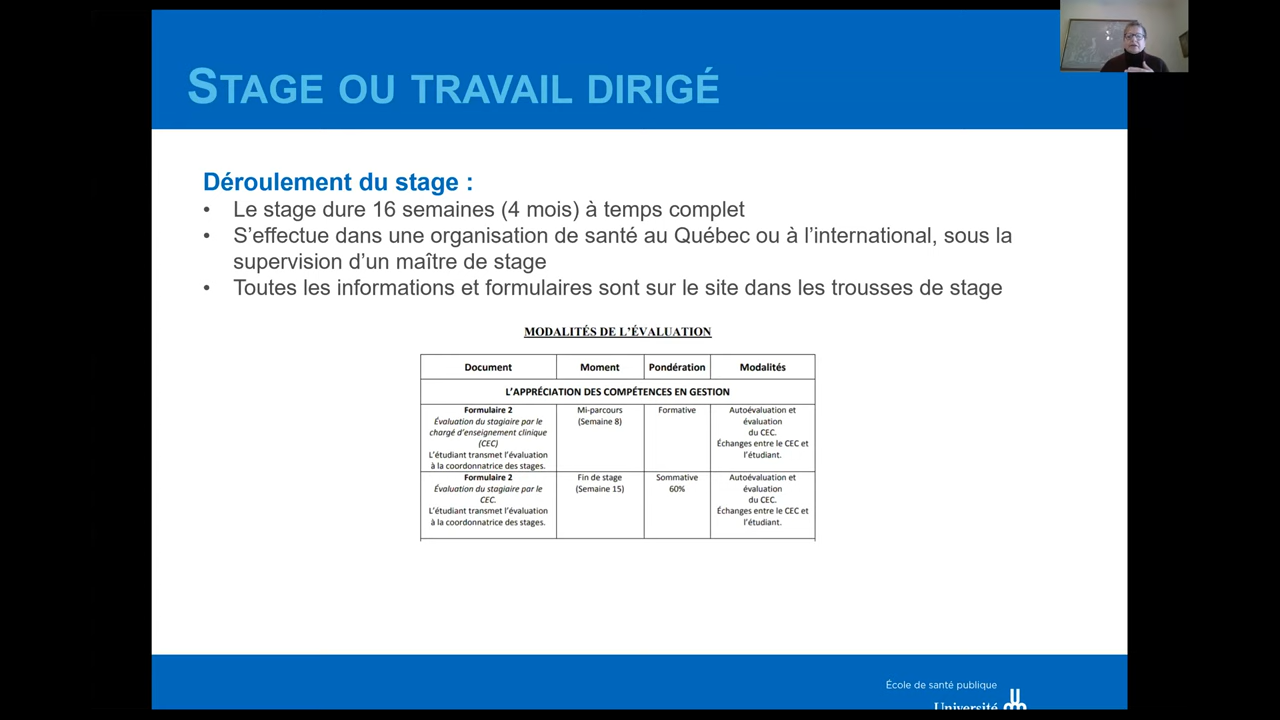 STAGE OU TRAVAIL DIRIGÉ
Déroulement du stage :
• Le stage dure 16 semaines (4 mois) à temps complet
• S’effectue dans une organisation de santé au Québec ou à l’international, sous la
supervision d’un maître de stage
• Toutes les informations et formulaires sont sur le site dans les trousses de stage
MODALITÉS DE L’ÉVALUATION
Document Moment Pondération Modalités
L’APPRÉCIATION DES COMPÉTENCES EN GESTION
Formulaire 2
Évaluation du stagiaire par le
chargé d’enseignement clinique
(CEC)
L’étudiant transmet l’évaluation
à la coordonnatrice des stages.
Mi-parcours
(Semaine 8)
Formative
Autoévaluation et
évaluation
du CEC.
Échanges entre le CEC et
l’étudiant.
Formulaire 2
Évaluation du stagiaire par le
CEC.
L’étudiant transmet l’évaluation
à la coordonnatrice des stages.
Fin de stage
(Semaine 15)
Sommative
60%
Autoévaluation et
évaluation
du CEC.
Échanges entre le CEC et
l’étudiant.
École de santé publique
Université